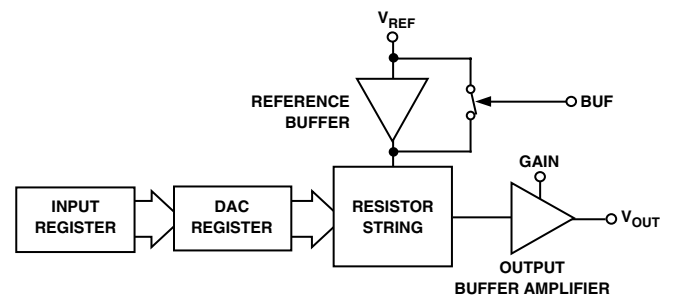 VREF
REFERENCE
BUFFER
BUF
INPUT
REGISTER
DAC
REGISTER
RESISTOR
STRING
GAIN
VOUT
OUTPUT
BUFFER AMPLIFIER